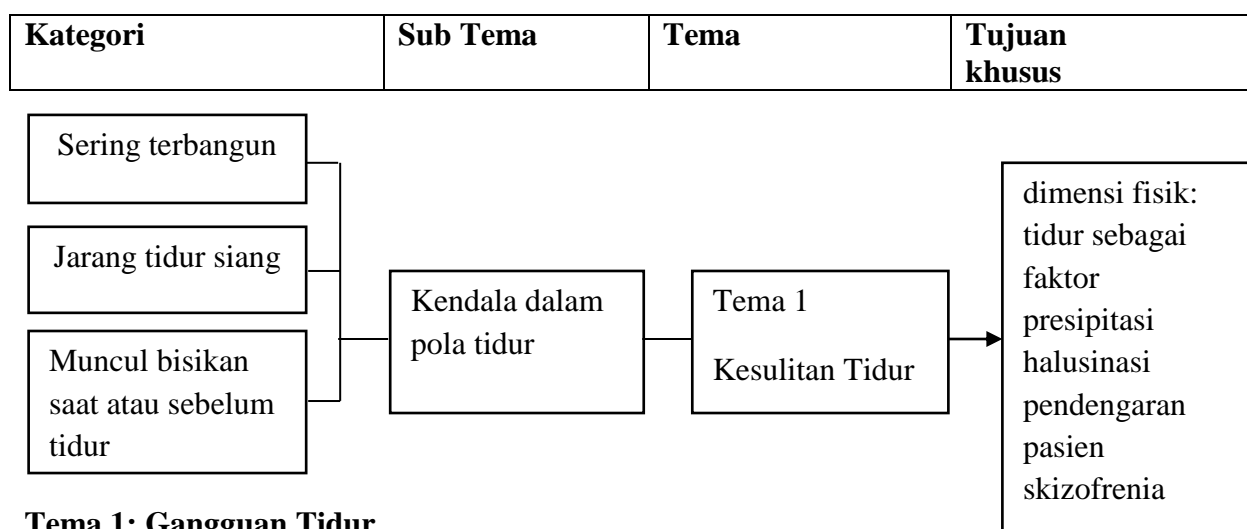 Kategori Sub Tema Tema Tujuan
khusus
Sering terbangun
Jarang tidur siang
Muncul bisikan
saat atau sebelum
tidur
Kendala dalam
pola tidur
Tema 1
Kesulitan Tidur
dimensi fisik:
tidur sebagai
faktor
presipitasi
halusinasi
pendengaran
pasien
skizofrenia
Tema 1: Gangguan Tidur